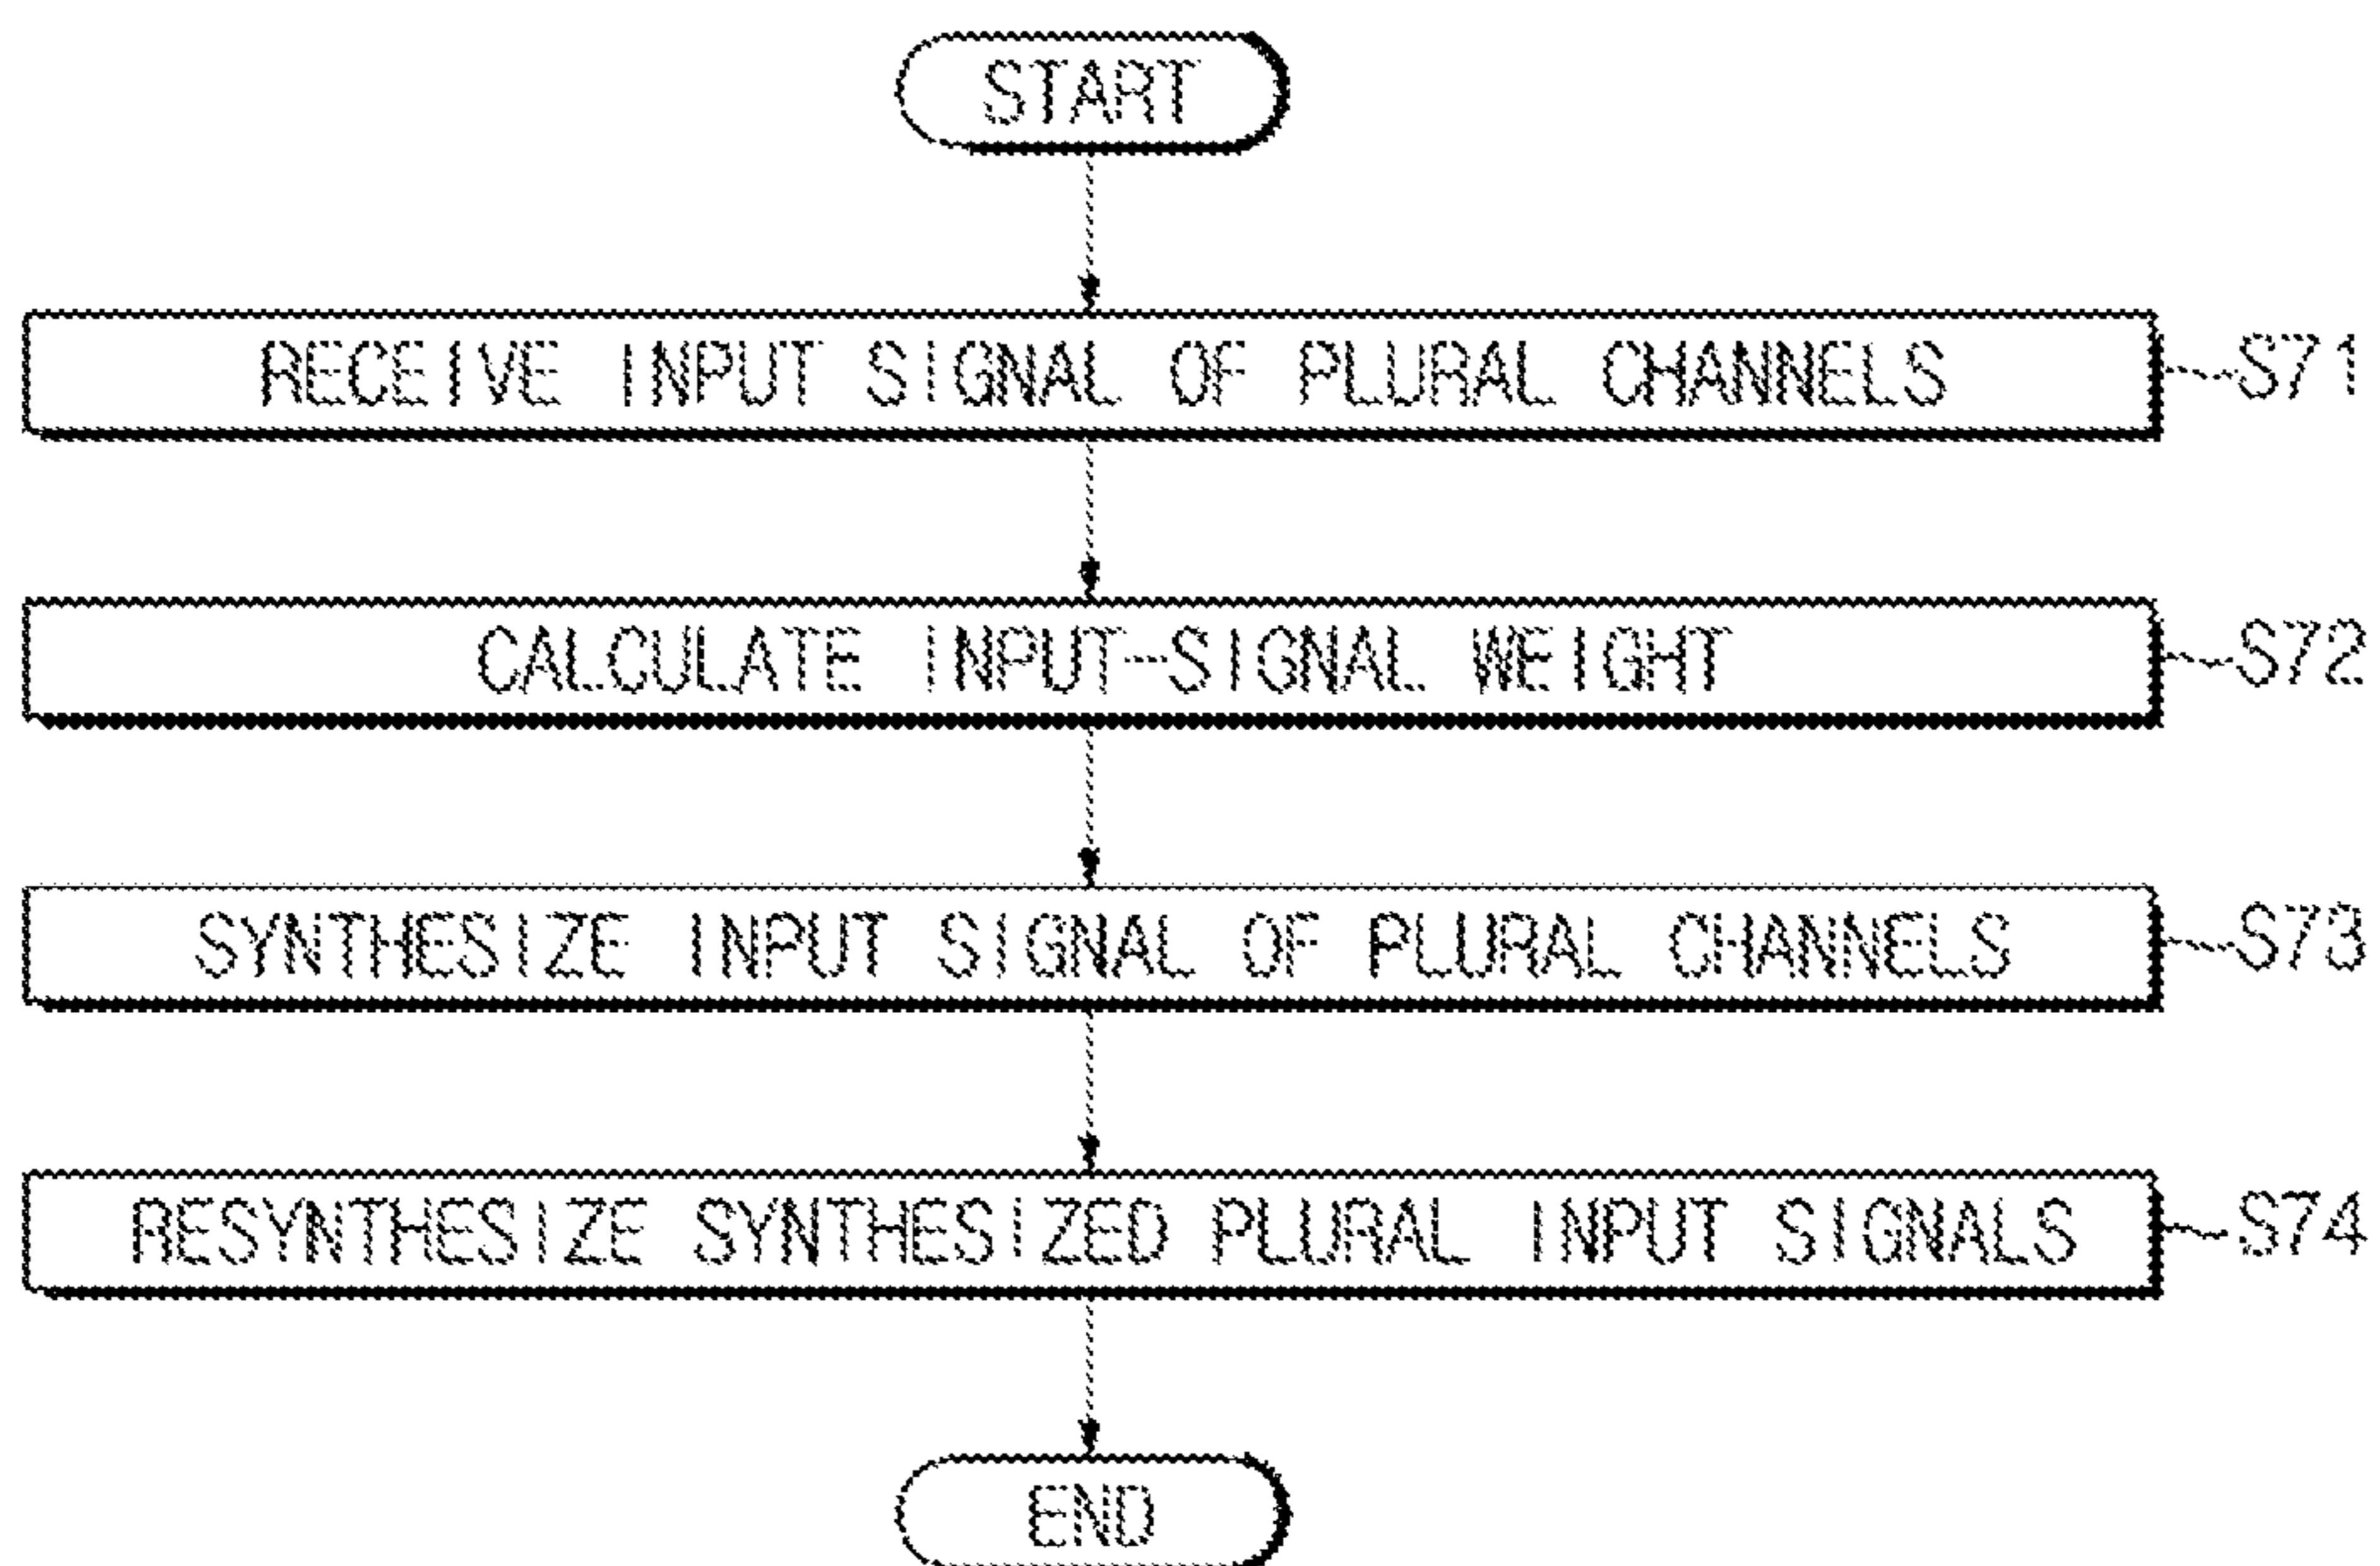 START
RECEIVE INPUT SIGNAL OF PLURAL CHANNELS
S71
CALCULATE INPUT-SIGNAL WEIGHT
S72
SYNTHESIZE INPUT SIGNAL OF PLURAL CHANNELS
S73
RESYNTHESIZE SYNTHESIZED PLURAL INPUT SIGNALS
S74
END